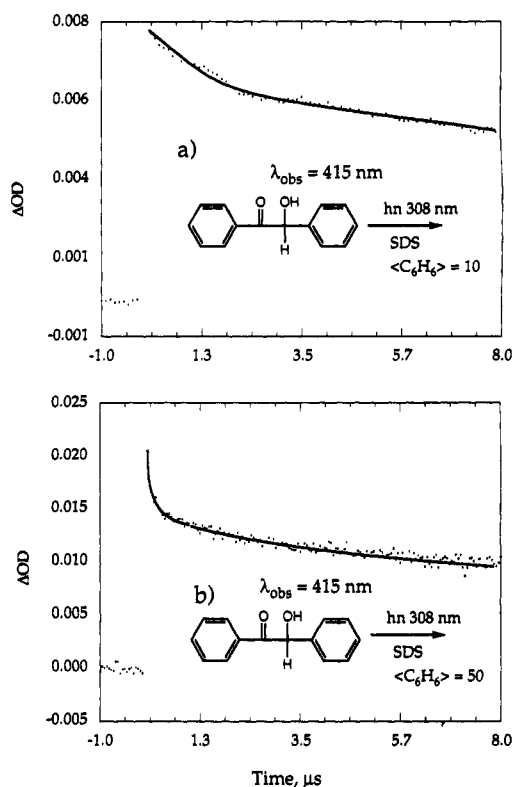 0.008
0.006
0.004
0.001
-0.001
ΔOD
a)
λobs = 415 nm
O OH
H
hn 308 nm
SDS
<C6H6> = 10
-1.0 1.3 3.5 5.7 8.0
0.025
0.020
0.015
0.010
0.005
0.000
-0.005
ΔOD
λobs = 415 nm
b)
O OH
H
hn 308 nm
SDS
<C6H6> = 50
-1.0 1.3 3.5 5.7 8.0
Time, μs